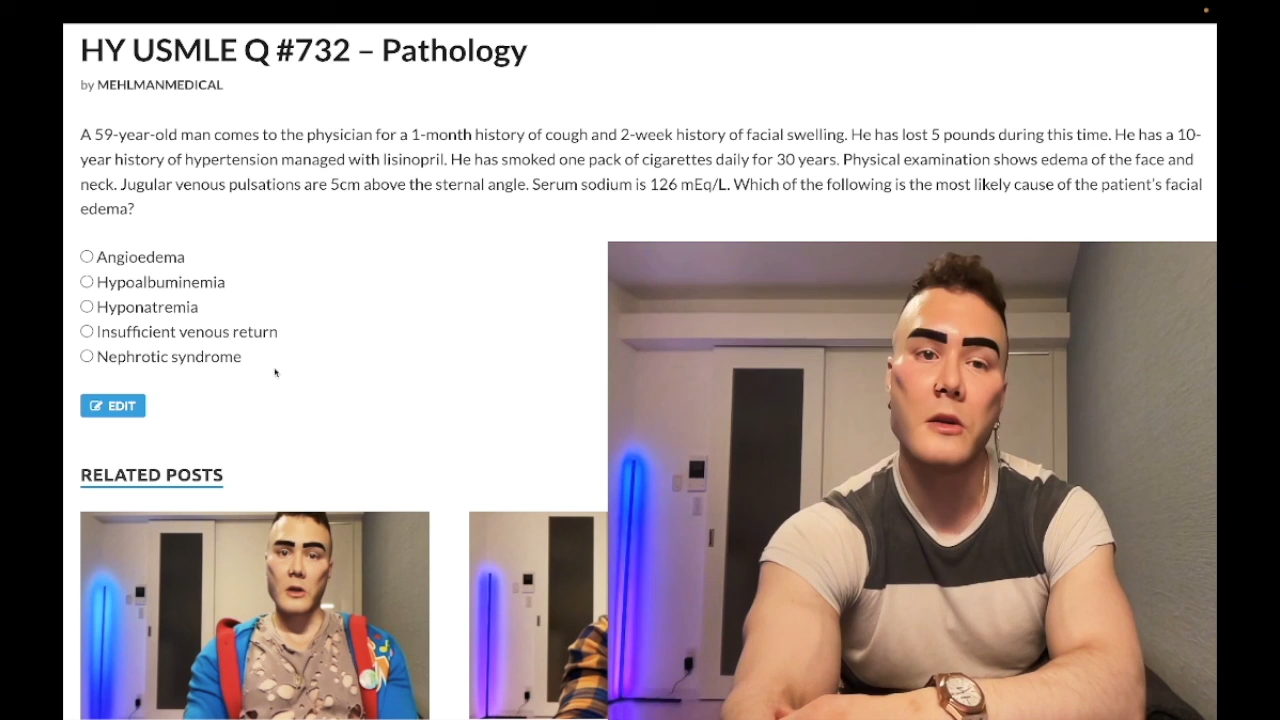 HY USMLE Q #732 – Pathology
by MEHLMANMEDICAL
A 59-year-old man comes to the physician for a 1-month history of cough and 2-week history of facial swelling. He has lost 5 pounds during this time. He has a 10-
year history of hypertension managed with lisinopril. He has smoked one pack of cigarettes daily for 30 years. Physical examination shows edema of the face and
neck. Jugular venous pulsations are 5cm above the sternal angle. Serum sodium is 126 mEq/L. Which of the following is the most likely cause of the patient's facial
edema?
Angioedema
Hypoalbuminemia
Hyponatremia
Insufficient venous return
Nephrotic syndrome
EDIT
RELATED POSTS